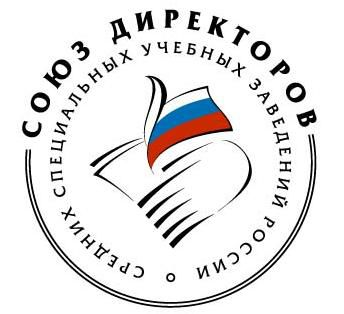 СОЮЗ ДИРЕКТОРОВ
СРЕДНИХ СПЕЦИАЛЬНЫХ УЧЕБНЫХ ЗАВЕДЕНИЙ РОССИИ